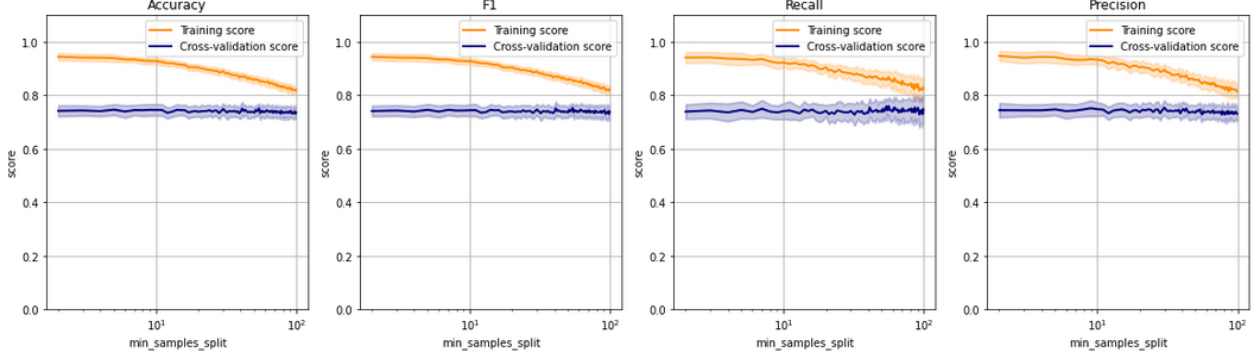 Accuracy
Training score
Cross-validation score
1.0
0.8
0.6
0.4
0.2
0.0
score
10¹
10²
min_samples_split
F1
Training score
Cross-validation score
1.0
0.8
0.6
0.4
0.2
0.0
score
10¹
10²
min_samples_split
Recall
Training score
Cross-validation score
1.0
0.8
0.6
0.4
0.2
0.0
score
10¹
10²
min_samples_split
Precision
Training score
Cross-validation score
1.0
0.8
0.6
0.4
0.2
0.0
score
10¹
10²
min_samples_split